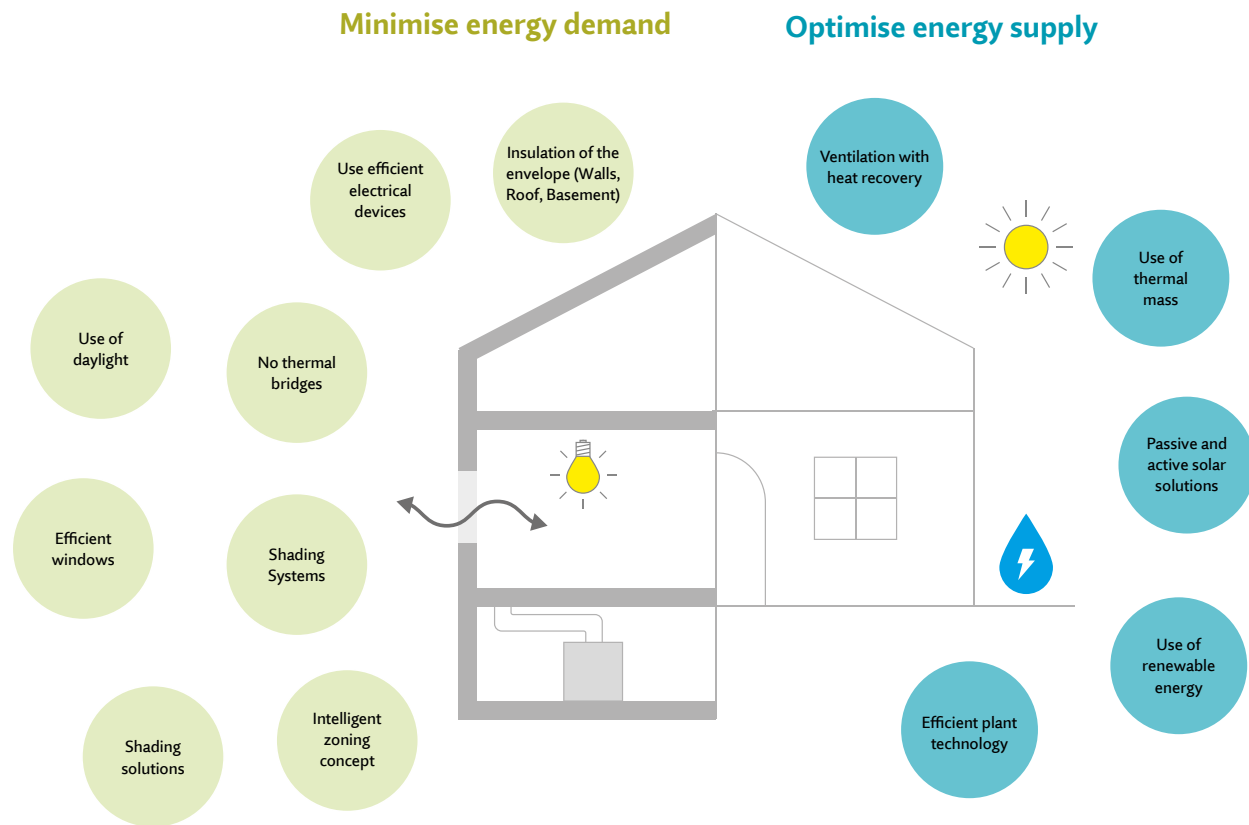 Minimise energy demand
Optimise energy supply
Use efficient
electrical
devices
Insulation of the
envelope (Walls,
Roof, Basement)
Ventilation with
heat recovery
Use of
daylight
No thermal
bridges
Use of
thermal
mass
Efficient
windows
Shading
Systems
Passive and
active solar
solutions
Shading
solutions
Intelligent
zoning
concept
Efficient plant
technology
Use of
renewable
energy